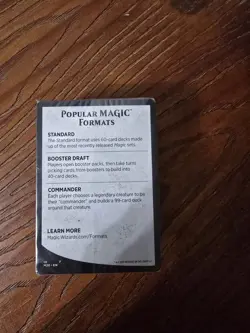 POPULAR MAGIC
FORMATS
STANDARD
The Standard format uses 60-card decks made
up of the most recently released Magic sets.
BOOSTER DRAFT
Players open booster packs, then take turns
picking cards from boosters to build into
40-card decks.
COMMANDER
Each player chooses a legendary creature to be
their "commander" and builds a 99-card deck
around that creature.
LEARN MORE
Magic.Wizards.com/Formats